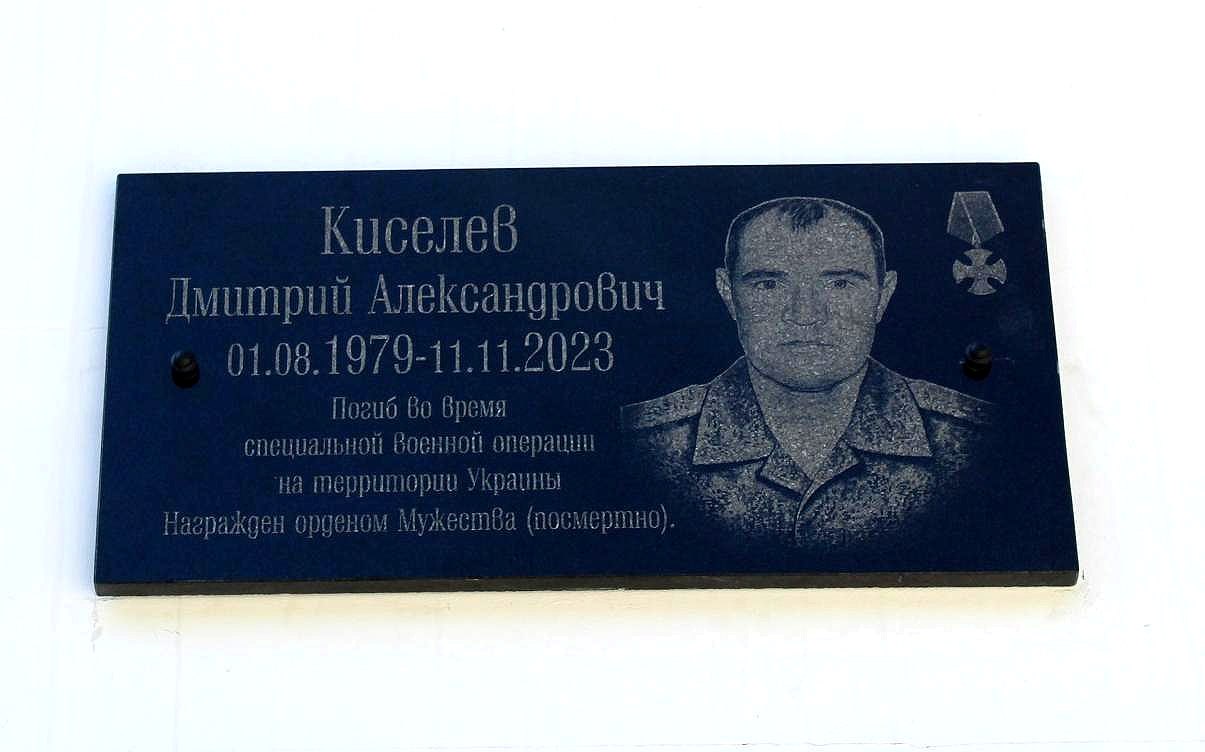 Киселев
Дмитрий Александрович
01.08.1979-11.11.2023
Погиб во время
специальной военной операции
на территории Украины
Награжден орденом Мужества (посмертно).